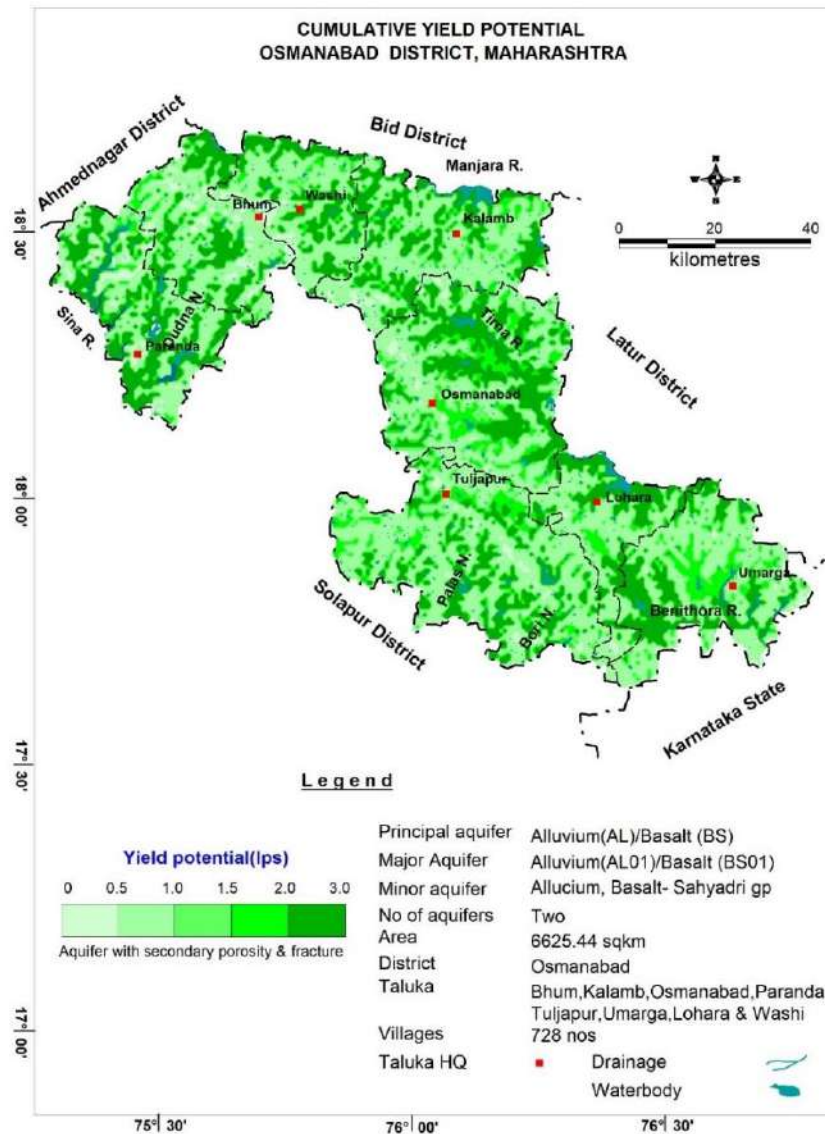 CUMULATIVE YIELD POTENTIAL
OSMANABAD DISTRICT, MAHARASHTRA
Ahmednagar District
Bid District
Manjara R.
N
W E
S
0 20 40
kilometres
18° 30'
Bhum
Washi
Kalamb
Sina R.
Dudna N.
Paranda
Tirna R.
Latur District
Osmanabad
18° 00'
Tuljapur
Lohara
Umarga
Palas N.
Benithora R.
Bori N.
Solapur District
Karnataka State
17° 30'
Legend
Yield potential(lps)
0 0.5 1.0 1.5 2.0 3.0
Aquifer with secondary porosity & fracture
Principal aquifer Alluvium(AL)/Basalt (BS)
Major Aquifer Alluvium(AL01)/Basalt (BS01)
Minor aquifer Allucium, Basalt- Sahyadri gp
No of aquifers Two
Area 6625.44 sqkm
District Osmanabad
Taluka Bhum,Kalamb,Osmanabad,Paranda
Tuljapur,Umarga,Lohara & Washi
Villages 728 nos
Taluka HQ Drainage
Waterbody
17° 00'
75° 30' 76° 00' 76° 30'